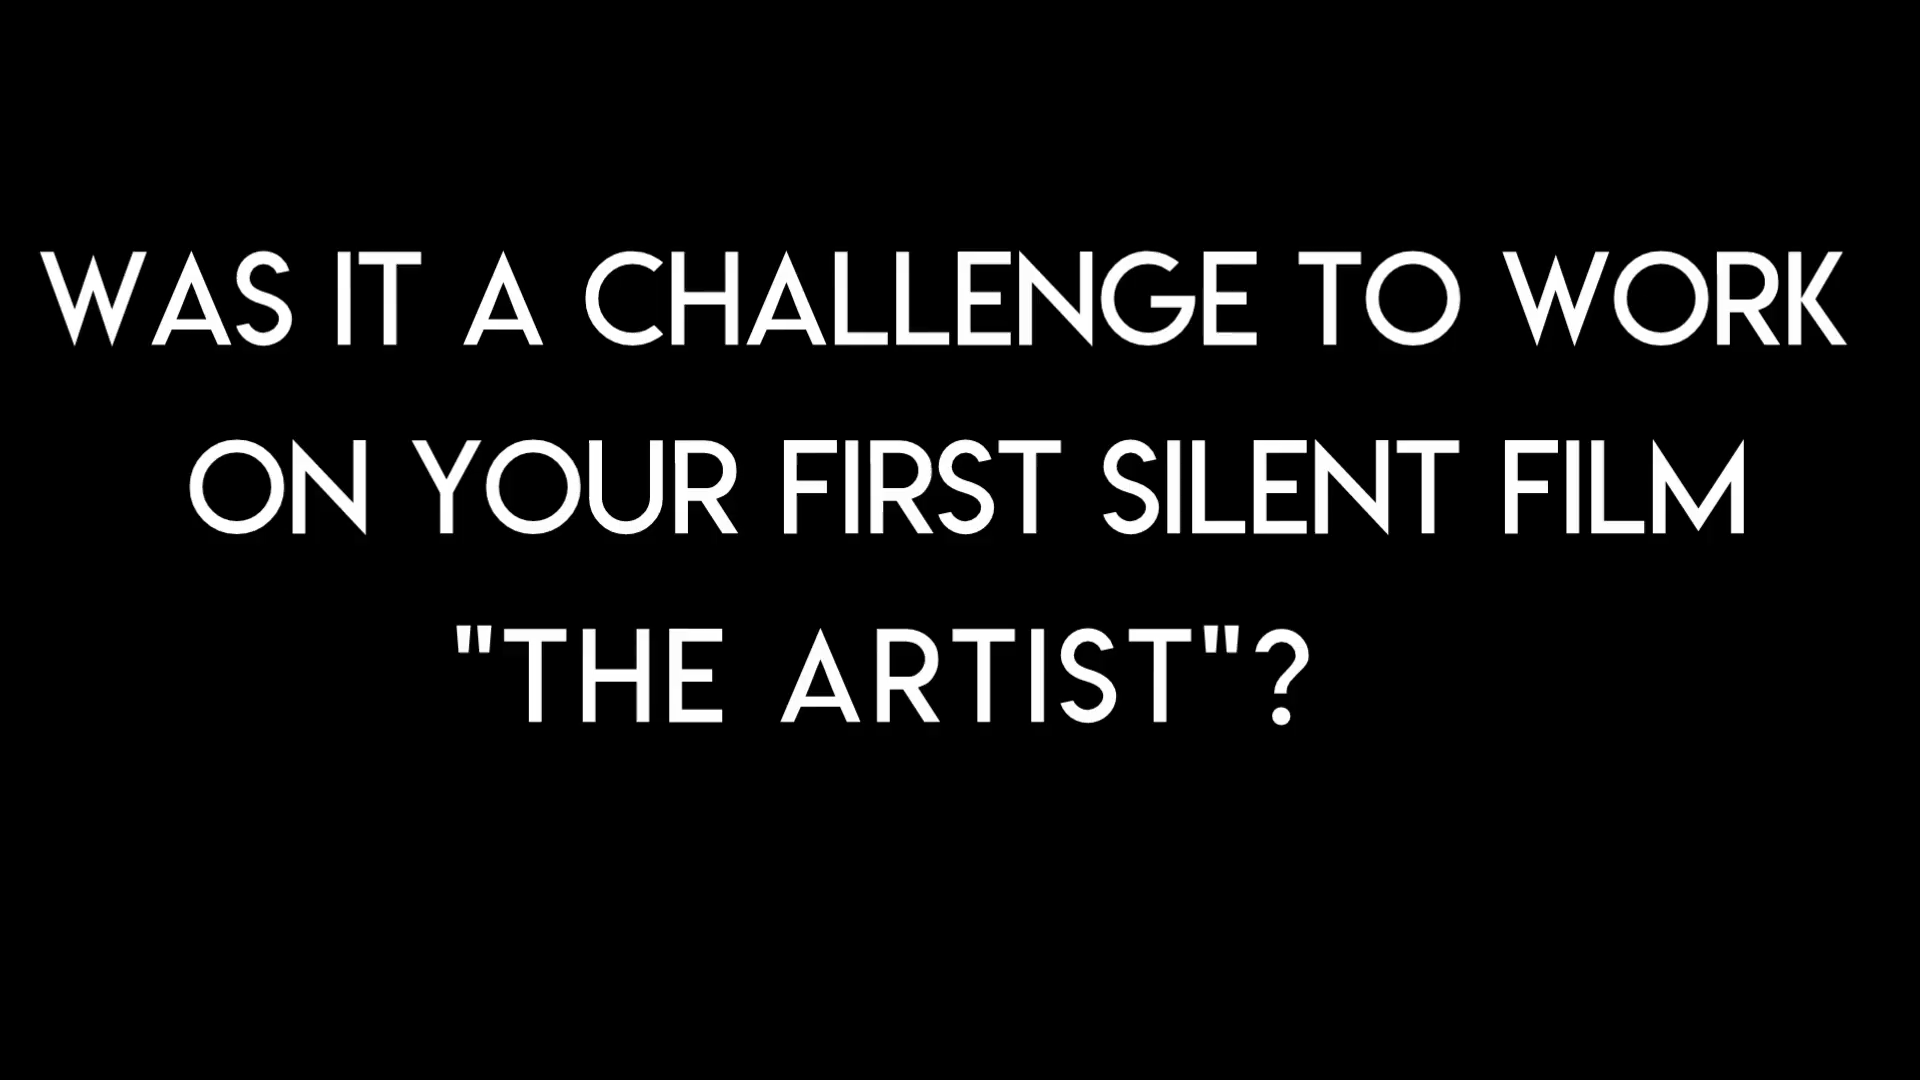 WAS IT A CHALLENGE TO WORK
ON YOUR FIRST SILENT FILM
"THE ARTIST"?